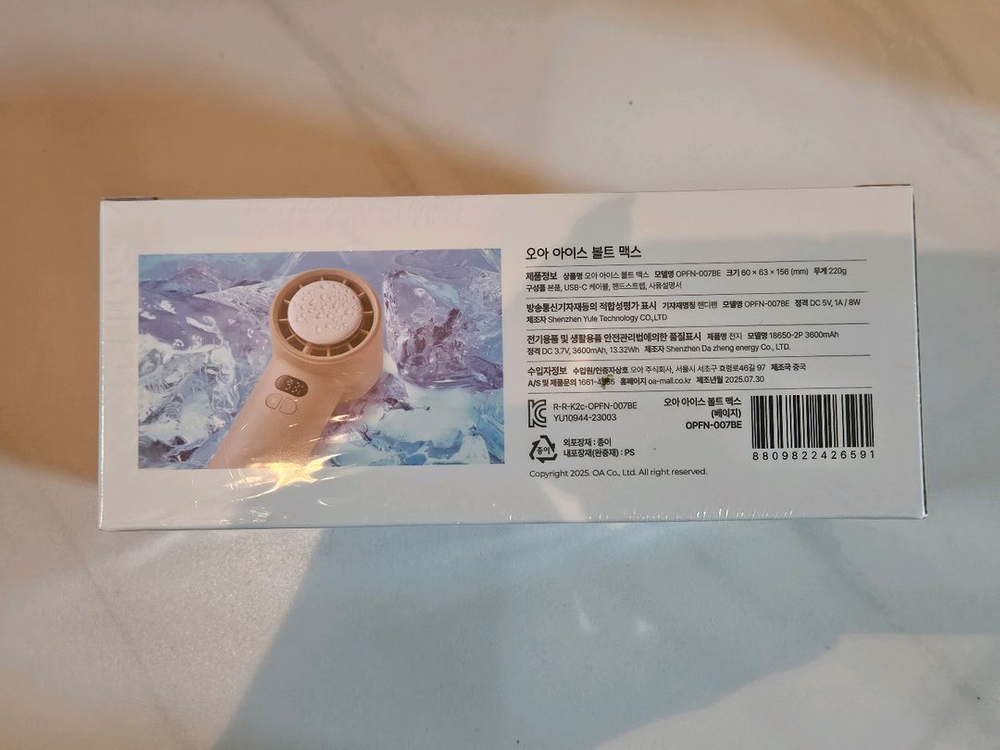 오아 아이스 볼트 맥스
제품정보 상품명 오아 아이스 볼트 맥스 모델명 OPFN-007BE 크기 60 × 63 × 156 (mm) 무게 220g
구성품 본품, USB-C 케이블, 핸드스트랩, 사용설명서
방송통신기자재등의 적합성평가 표시 기자재명칭 핸디팬 모델명 OPFN-007BE 정격 DC 5V, 1A / 8W
제조자 Shenzhen Yule Technology CO,.LTD
전기용품 및 생활용품 안전관리법에의한 품질표시 제품명 전지 모델명 18650-2P 3600mAh
정격 DC 3.7V, 3600mAh, 13.32Wh 제조자 Shenzhen Da zheng energy Co., LTD.
수입자정보 수입원/인증자상호 오아 주식회사, 서울시 서초구 효령로46길 97 제조국 중국
A/S 및 제품문의 홈페이지 oa-mall.co.kr 제조년월 2025.07.30
R-R-K2c-OPFN-007BE
YU10944-23003
오아 아이스 볼트 맥스
(베이지)
OPFN-007BE
8809822426591
종이
외포장재 : 종이
내포장재(완충재) : PS
Copyright 2025. OA Co., Ltd. All right reserved.